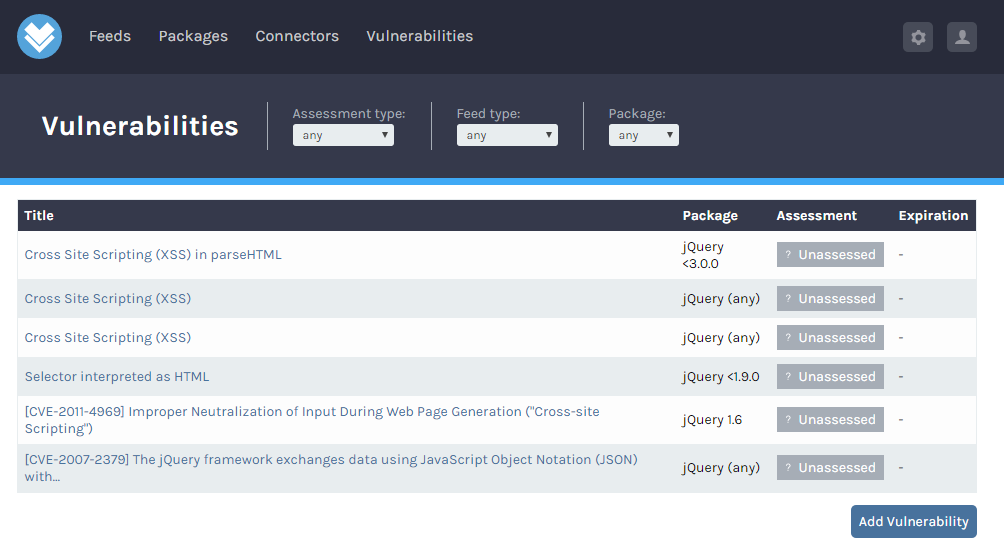 Feeds Packages Connectors Vulnerabilities
Vulnerabilities
Assessment type:
any
Feed type:
any
Package:
any
Title Package Assessment Expiration
Cross Site Scripting (XSS) in parseHTML
jQuery
<3.0.0
? Unassessed
-
Cross Site Scripting (XSS) jQuery (any) ? Unassessed -
Cross Site Scripting (XSS) jQuery (any) ? Unassessed -
Selector interpreted as HTML jQuery <1.9.0 ? Unassessed -
[CVE-2011-4969] Improper Neutralization of Input During Web Page Generation ("Cross-site
Scripting")
jQuery 1.6 ? Unassessed -
[CVE-2007-2379] The jQuery framework exchanges data using JavaScript Object Notation (JSON)
with...
jQuery (any) ? Unassessed -
Add Vulnerability